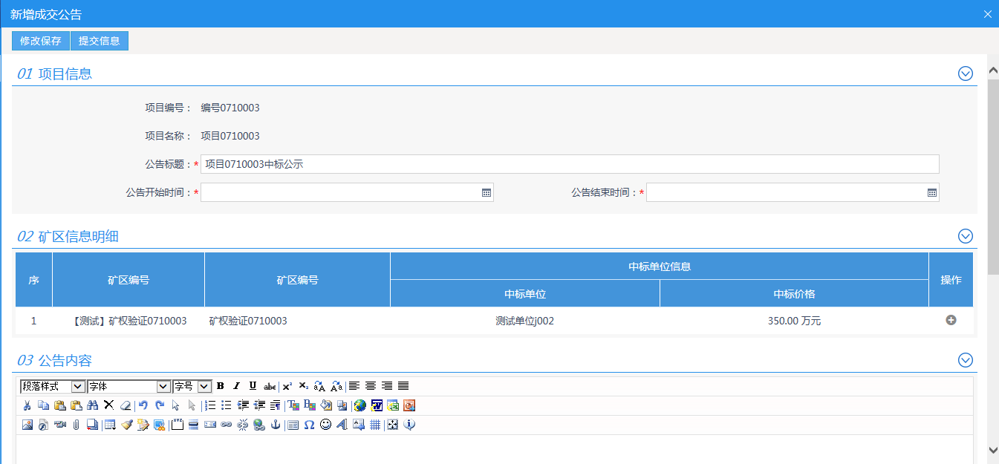 新增成交公告
修改保存 提交信息
01 项目信息
项目编号： 编号0710003
项目名称： 项目0710003
公告标题：* 项目0710003中标公示
公告开始时间：* 公告结束时间：*
02 矿区信息明细
序 矿区编号 矿区编号 中标单位信息 操作
中标单位 中标价格
1 【测试】矿权验证0710003 矿权验证0710003 测试单位j002 350.00 万元
03 公告内容
段落样式 字体 字号 B I U abc